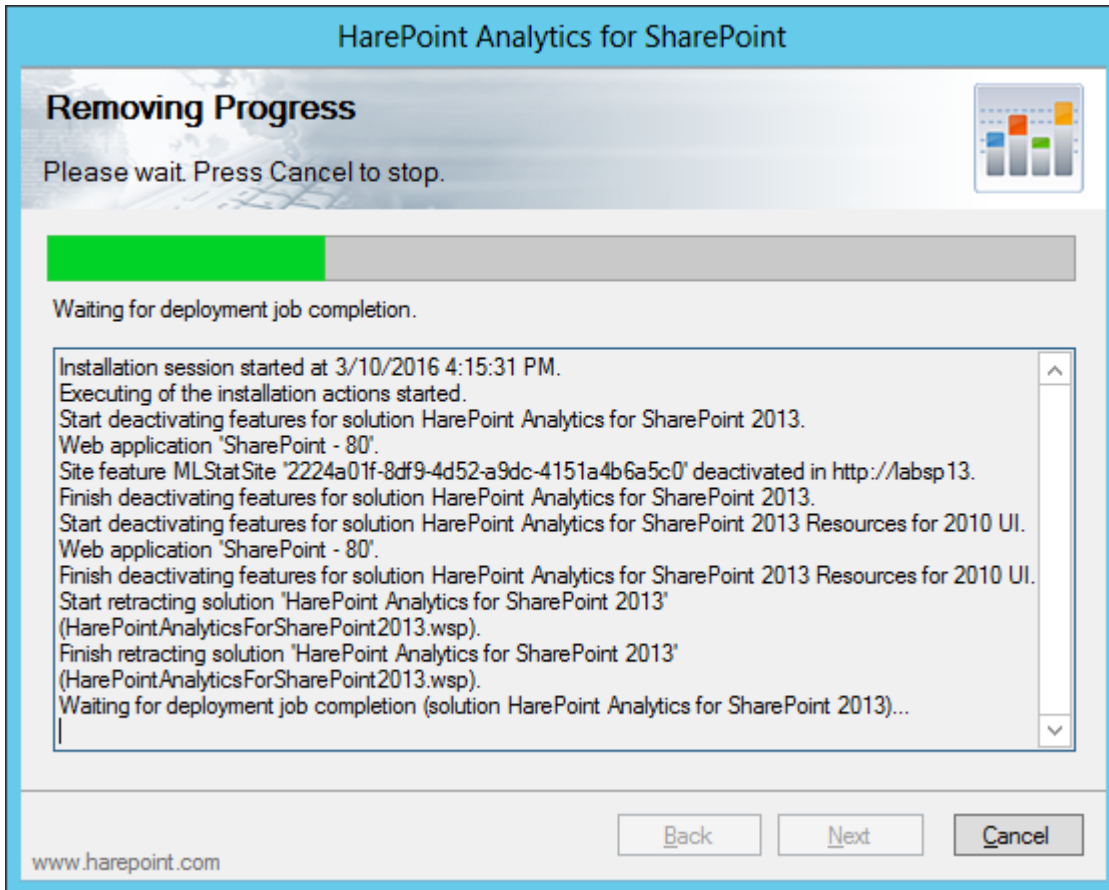 HarePoint Analytics for SharePoint
Removing Progress
Please wait. Press Cancel to stop.
Waiting for deployment job completion.
Installation session started at 3/10/2016 4:15:31 PM.
Executing of the installation actions started.
Start deactivating features for solution HarePoint Analytics for SharePoint 2013.
Web application "SharePoint - 80".
Site feature MLStatSite "2224a01f-8df9-4d52-a9dc-4151a4b6a5c0" deactivated in http://labsp13.
Finish deactivating features for solution HarePoint Analytics for SharePoint 2013.
Start deactivating features for solution HarePoint Analytics for SharePoint 2013 Resources for 2010 UI.
Web application "SharePoint - 80".
Finish deactivating features for solution HarePoint Analytics for SharePoint 2013 Resources for 2010 UI.
Start retracting solution "HarePoint Analytics for SharePoint 2013"
(HarePointAnalyticsForSharePoint2013.wsp).
Finish retracting solution "HarePoint Analytics for SharePoint 2013"
(HarePointAnalyticsForSharePoint2013.wsp).
Waiting for deployment job completion (solution HarePoint Analytics for SharePoint 2013)...
Back
Next
Cancel
www.harepoint.com